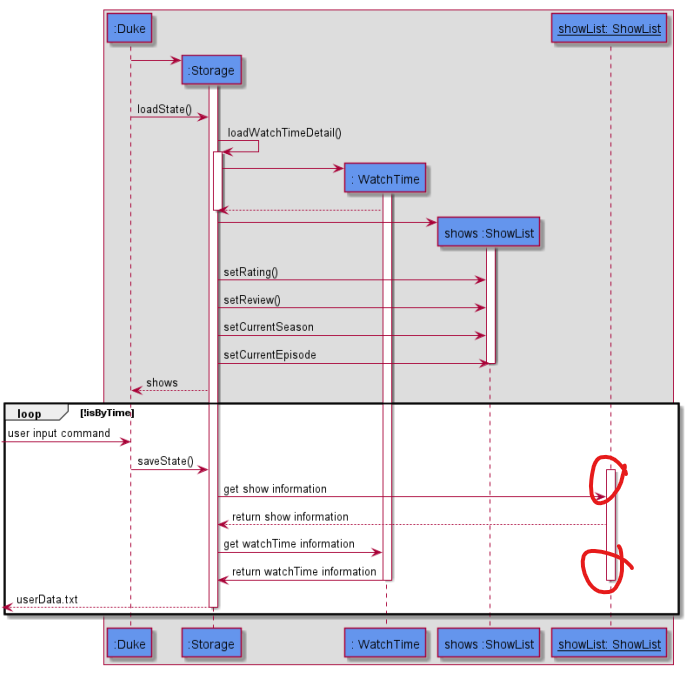 :Duke
showList: ShowList
:Storage
loadState()
loadWatchTimeDetail()
: WatchTime
shows :ShowList
setRating()
setReview()
setCurrentSeason
setCurrentEpisode
shows
loop [!isByTime]
user input command
saveState()
get show information
return show information
get watchTime information
return watchTime information
userData.txt
:Duke :Storage : WatchTime shows :ShowList showList: ShowList